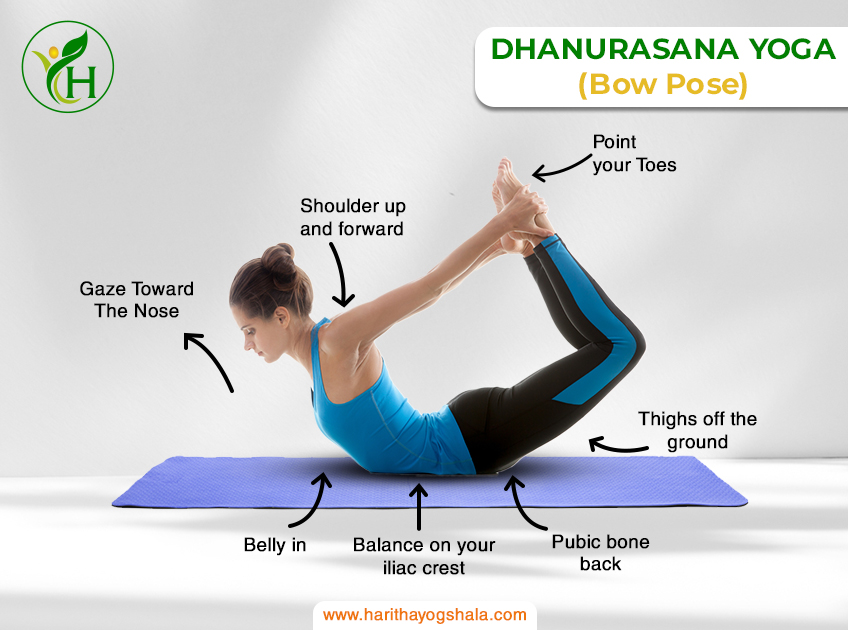 H
DHANURASANA YOGA
(Bow Pose)
Point
your Toes
Shoulder up
and forward
Gaze Toward
The Nose
Thighs off the
ground
Belly in
Balance on your
iliac crest
Pubic bone
back
www.harithayogshala.com